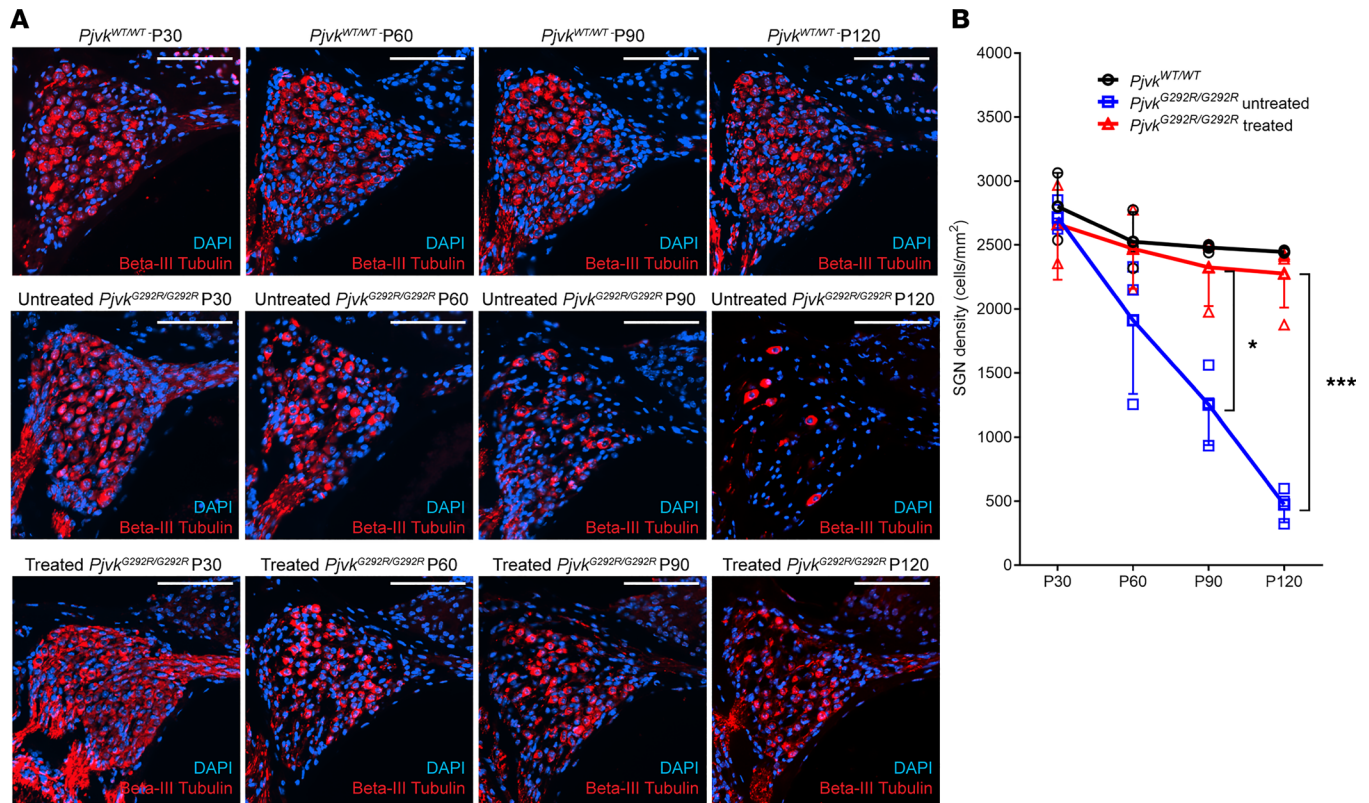 A
B
Pjvk^WT/WT -P30
Pjvk^WT/WT -P60
Pjvk^WT/WT -P90
Pjvk^WT/WT -P120
DAPI
Beta-III Tubulin
DAPI
Beta-III Tubulin
DAPI
Beta-III Tubulin
DAPI
Beta-III Tubulin
Untreated Pjvk^G292R/G292R P30
Untreated Pjvk^G292R/G292R P60
Untreated Pjvk^G292R/G292R P90
Untreated Pjvk^G292R/G292R P120
DAPI
Beta-III Tubulin
DAPI
Beta-III Tubulin
DAPI
Beta-III Tubulin
DAPI
Beta-III Tubulin
Treated Pjvk^G292R/G292R P30
Treated Pjvk^G292R/G292R P60
Treated Pjvk^G292R/G292R P90
Treated Pjvk^G292R/G292R P120
DAPI
Beta-III Tubulin
DAPI
Beta-III Tubulin
DAPI
Beta-III Tubulin
DAPI
Beta-III Tubulin
SGN density (cells/mm²)
4000
3500
3000
2500
2000
1500
1000
500
0
Pjvk^WT/WT
Pjvk^G292R/G292R untreated
Pjvk^G292R/G292R treated
*
***
P30
P60
P90
P120